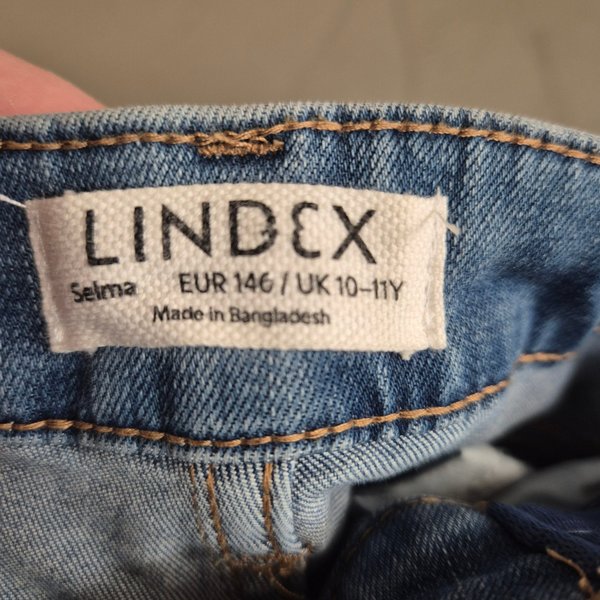 LINDEX
Selma EUR 146 / UK 10-11Y
Made in Bangladesh